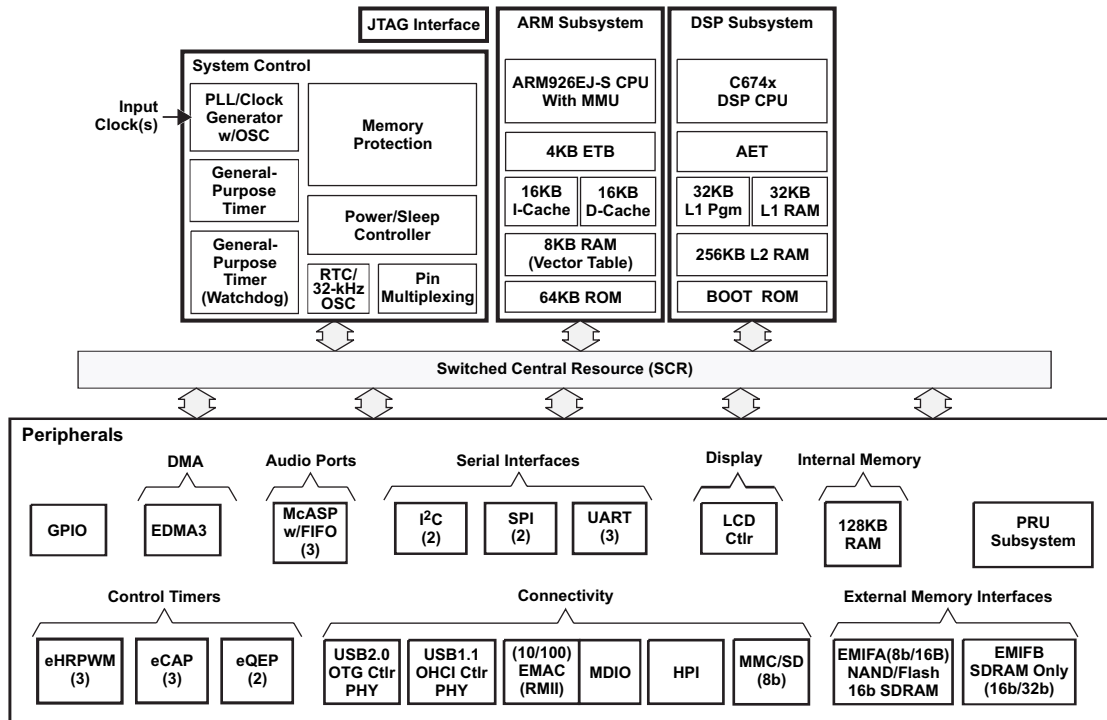 JTAG Interface
ARM Subsystem
DSP Subsystem
System Control
Input
Clock(s)
PLL/Clock
Generator
w/OSC
General-
Purpose
Timer
General-
Purpose
Timer
(Watchdog)
Memory
Protection
Power/Sleep
Controller
RTC/
32-kHz
OSC
Pin
Multiplexing
ARM926EJ-S CPU
With MMU
4KB ETB
16KB
I-Cache
16KB
D-Cache
8KB RAM
(Vector Table)
64KB ROM
C674x
DSP CPU
AET
32KB
L1 Pgm
32KB
L1 RAM
256KB L2 RAM
BOOT ROM
Switched Central Resource (SCR)
Peripherals
DMA
Audio Ports
Serial Interfaces
Display
Internal Memory
GPIO
EDMA3
McASP
w/FIFO
(3)
I²C
(2)
SPI
(2)
UART
(3)
LCD
Ctlr
128KB
RAM
PRU
Subsystem
Control Timers
Connectivity
External Memory Interfaces
eHRPWM
(3)
eCAP
(3)
eQEP
(2)
USB2.0
OTG Ctlr
PHY
USB1.1
OHCI Ctlr
PHY
(10/100)
EMAC
(RMII)
MDIO
HPI
MMC/SD
(8b)
EMIFA(8b/16B)
NAND/Flash
16b SDRAM
EMIFB
SDRAM Only
(16b/32b)